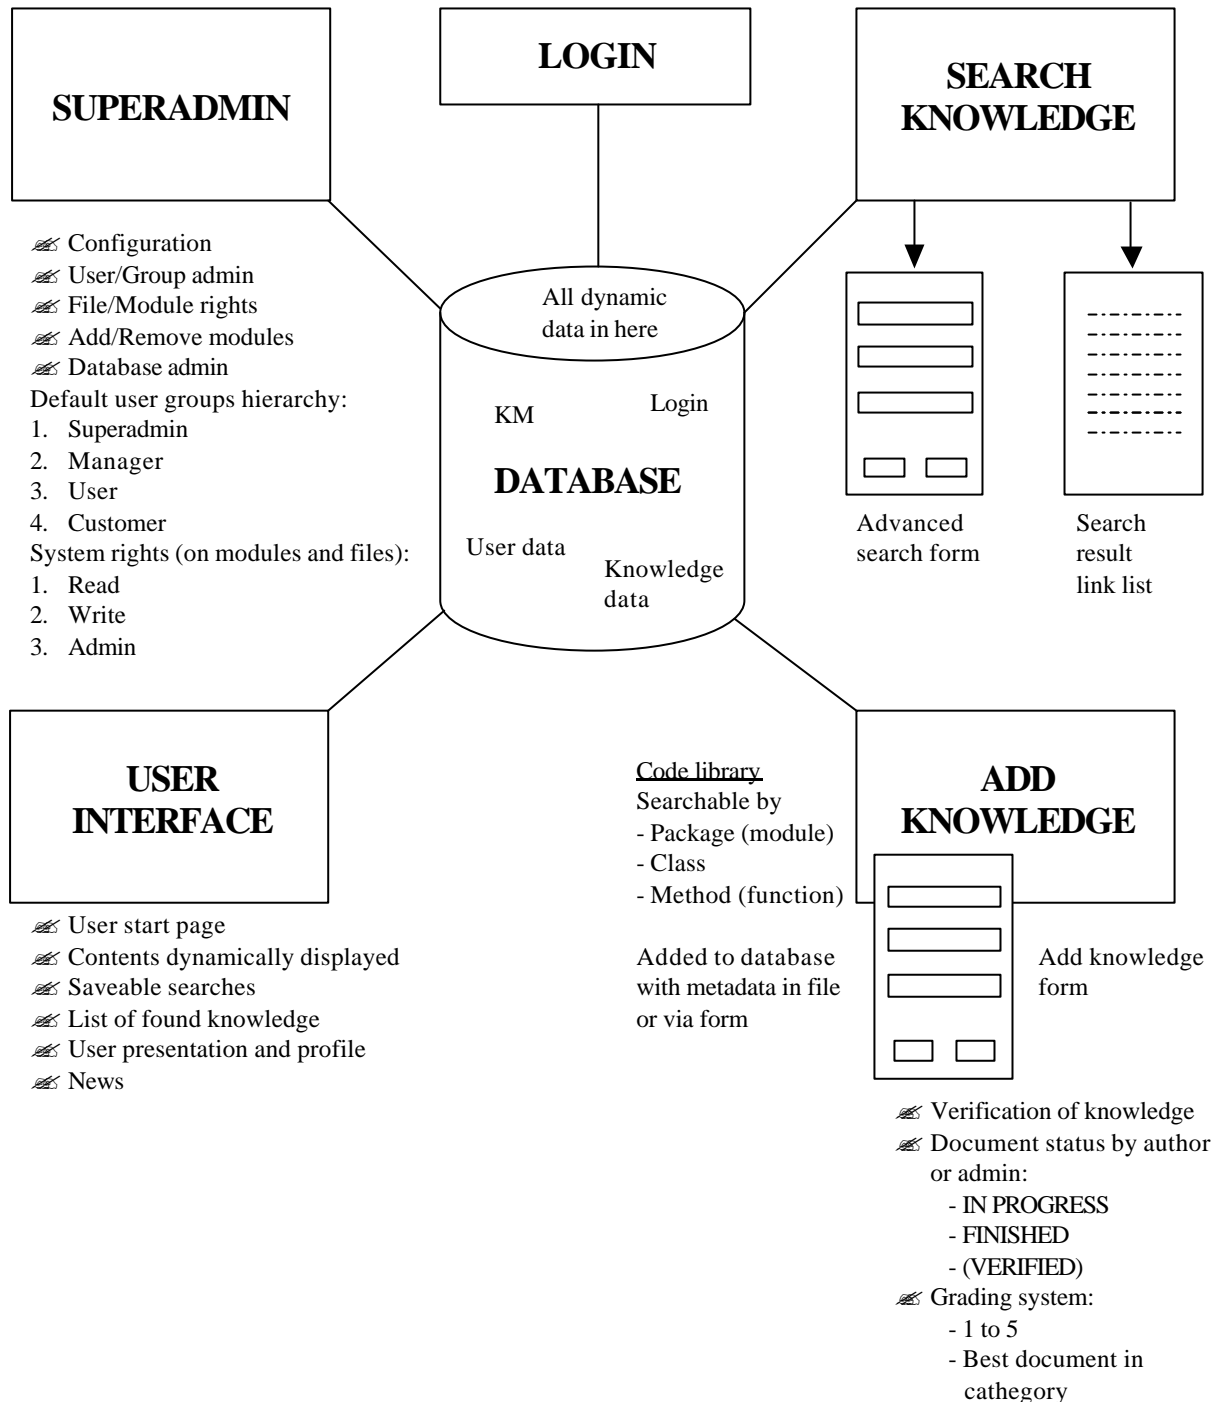 SUPERADMIN
LOGIN
SEARCH
KNOWLEDGE
Configuration
User/Group admin
File/Module rights
Add/Remove modules
Database admin
Default user groups hierarchy:
1. Superadmin
2. Manager
3. User
4. Customer
System rights (on modules and files):
1. Read
2. Write
3. Admin
All dynamic
data in here
KM
Login
DATABASE
User data
Knowledge
data
Advanced
search form
Search
result
link list
USER
INTERFACE
User start page
Contents dynamically displayed
Saveable searches
List of found knowledge
User presentation and profile
News
Code library
Searchable by
- Package (module)
- Class
- Method (function)
Added to database
with metadata in file
or via form
ADD
KNOWLEDGE
Add knowledge
form
Verification of knowledge
Document status by author
or admin:
- IN PROGRESS
- FINISHED
- (VERIFIED)
Grading system:
- 1 to 5
- Best document in
cathegory